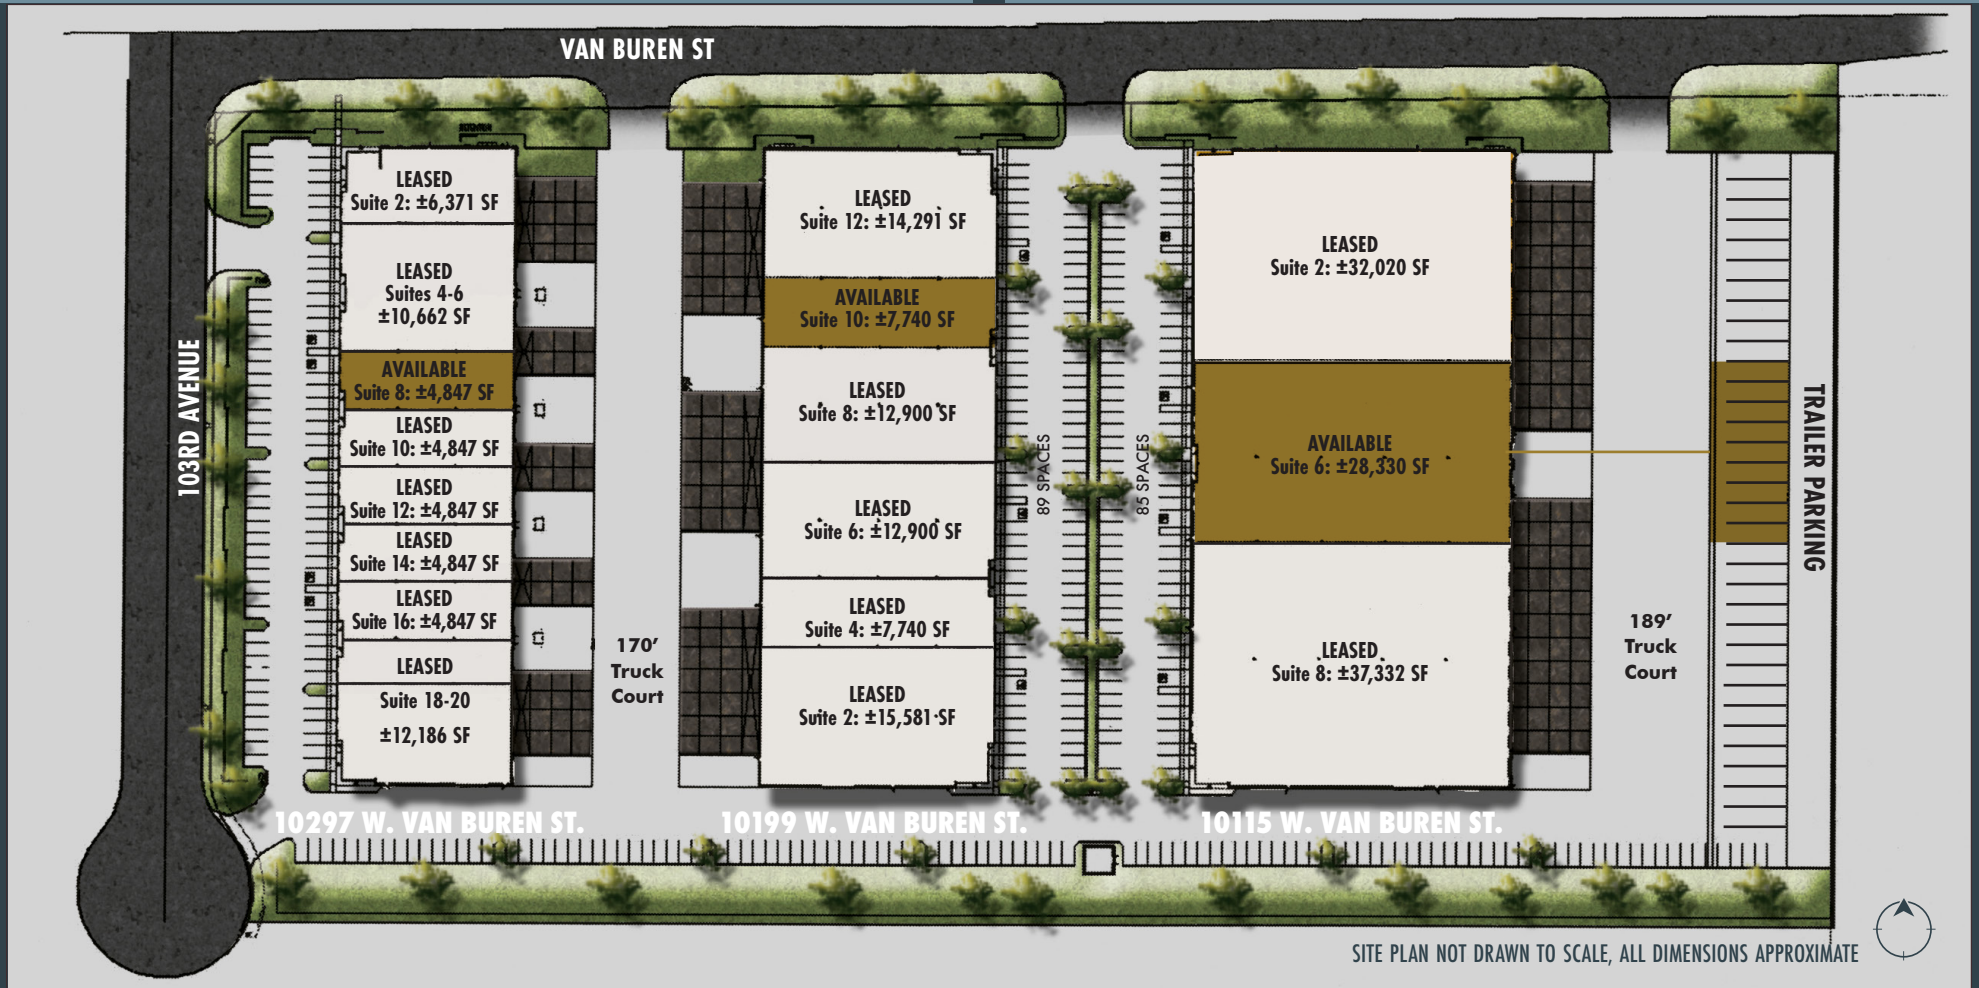 VAN BUREN ST
103RD AVENUE
LEASED
Suite 2: ±6,371 SF
LEASED
Suites 4-6
±10,662 SF
AVAILABLE
Suite 8: ±4,847 SF
LEASED
Suite 10: ±4,847 SF
LEASED
Suite 12: ±4,847 SF
LEASED
Suite 14: ±4,847 SF
LEASED
Suite 16: ±4,847 SF
LEASED
Suite 18-20
±12,186 SF
170’
Truck
Court
LEASED
Suite 12: ±14,291 SF
AVAILABLE
Suite 10: ±7,740 SF
LEASED
Suite 8: ±12,900 SF
LEASED
Suite 6: ±12,900 SF
LEASED
Suite 4: ±7,740 SF
LEASED
Suite 2: ±15,581 SF
89 SPACES
85 SPACES
LEASED
Suite 2: ±32,020 SF
AVAILABLE
Suite 6: ±28,330 SF
LEASED
Suite 8: ±37,332 SF
189’
Truck
Court
TRAILER PARKING
10297 W. VAN BUREN ST.
10199 W. VAN BUREN ST.
10115 W. VAN BUREN ST.
SITE PLAN NOT DRAWN TO SCALE, ALL DIMENSIONS APPROXIMATE